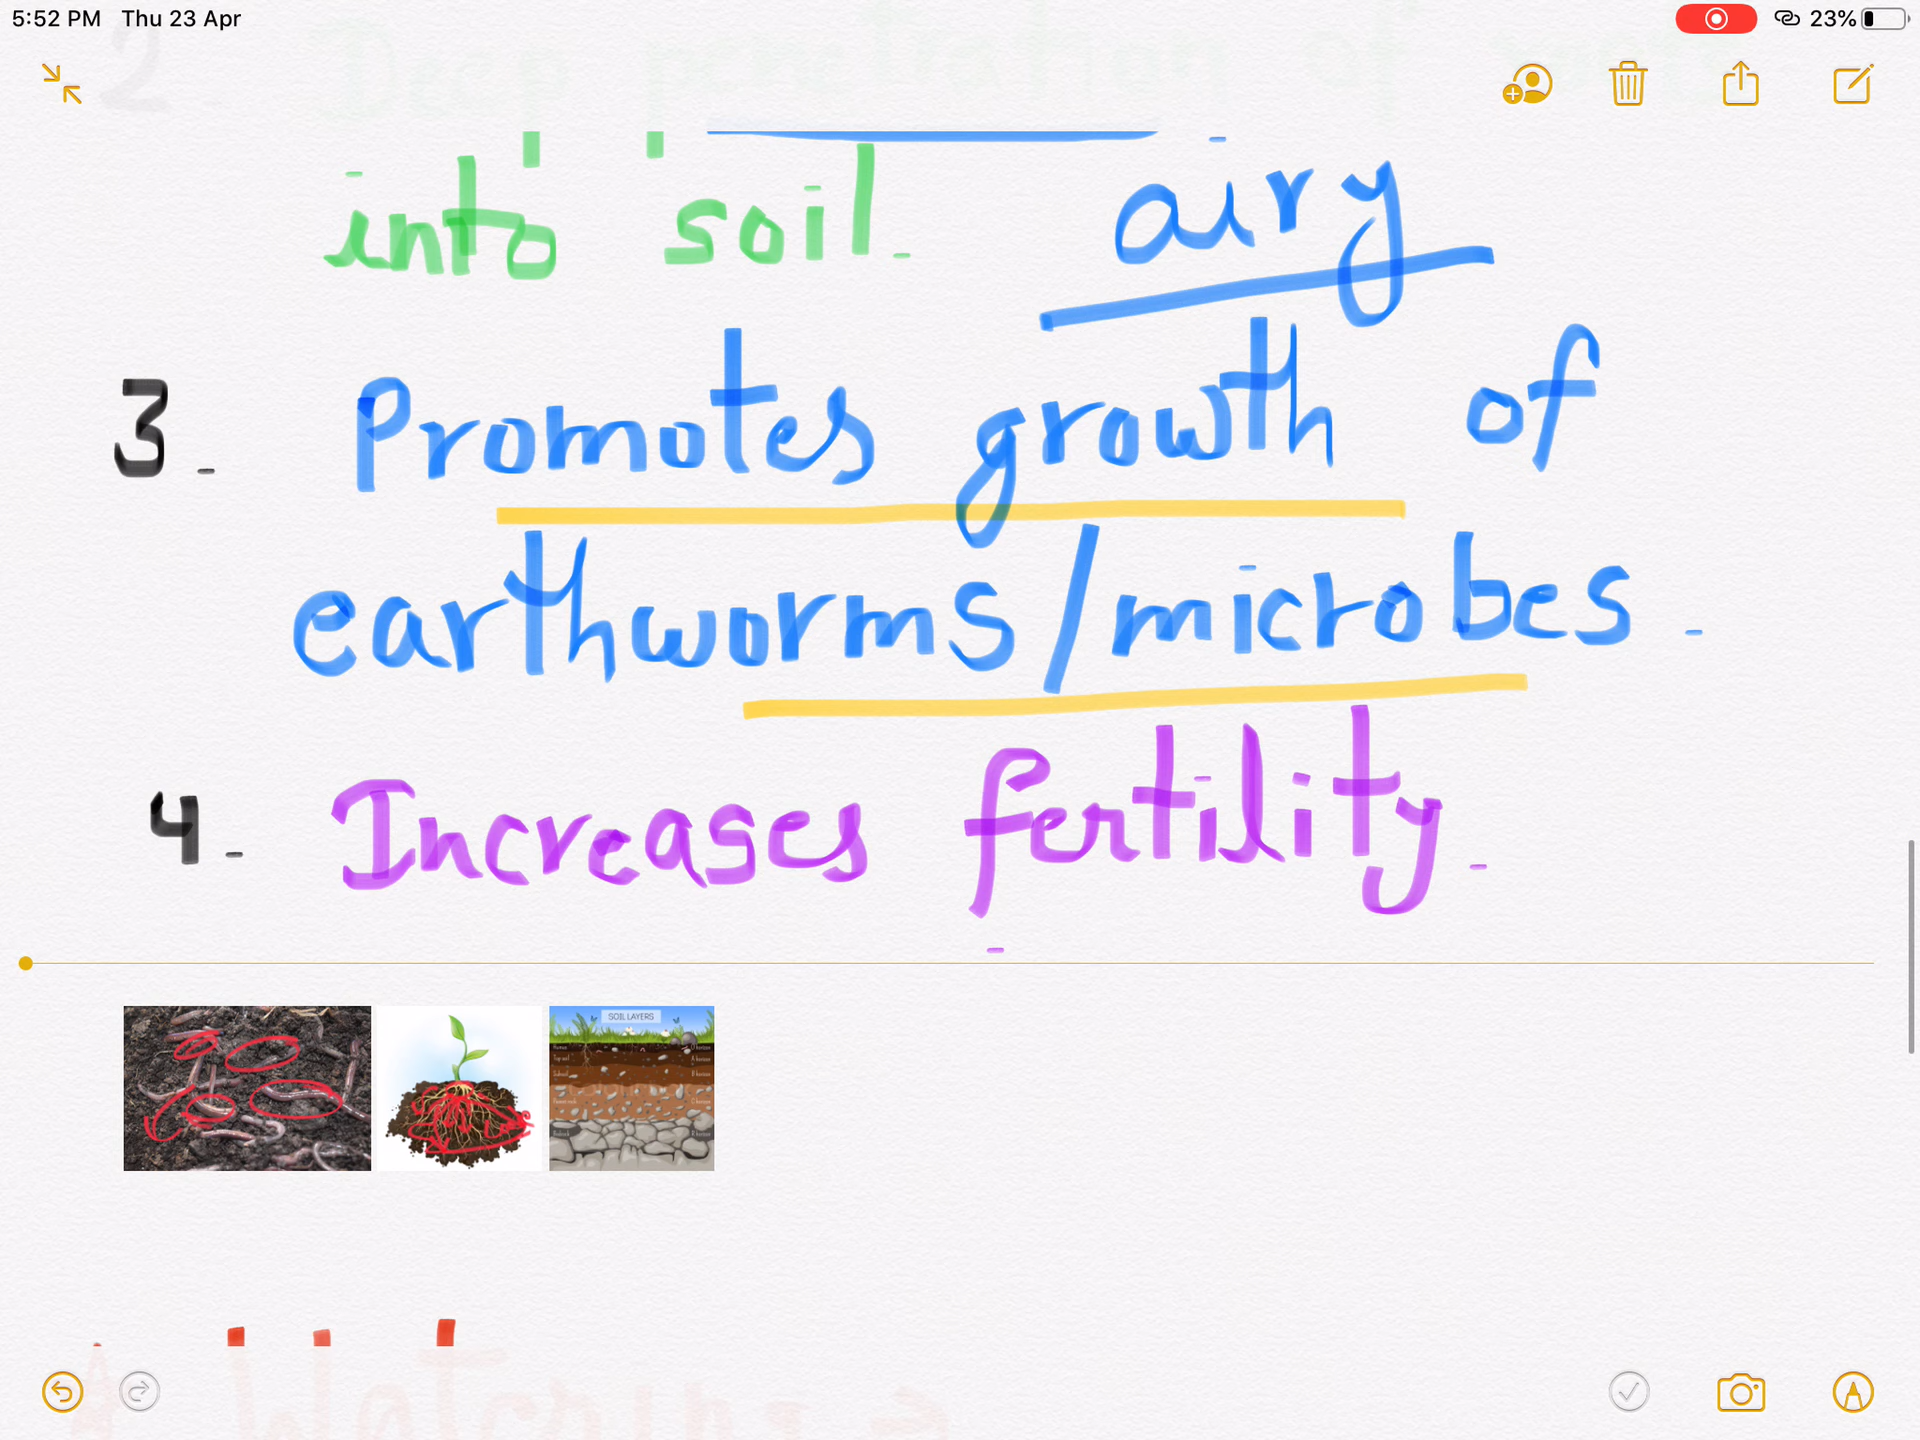 5:52 PM Thu 23 Apr 23%
into soil. airy
3. Promotes growth of
earthworms/microbes.
4. Increases fertility.
SOIL LAYERS